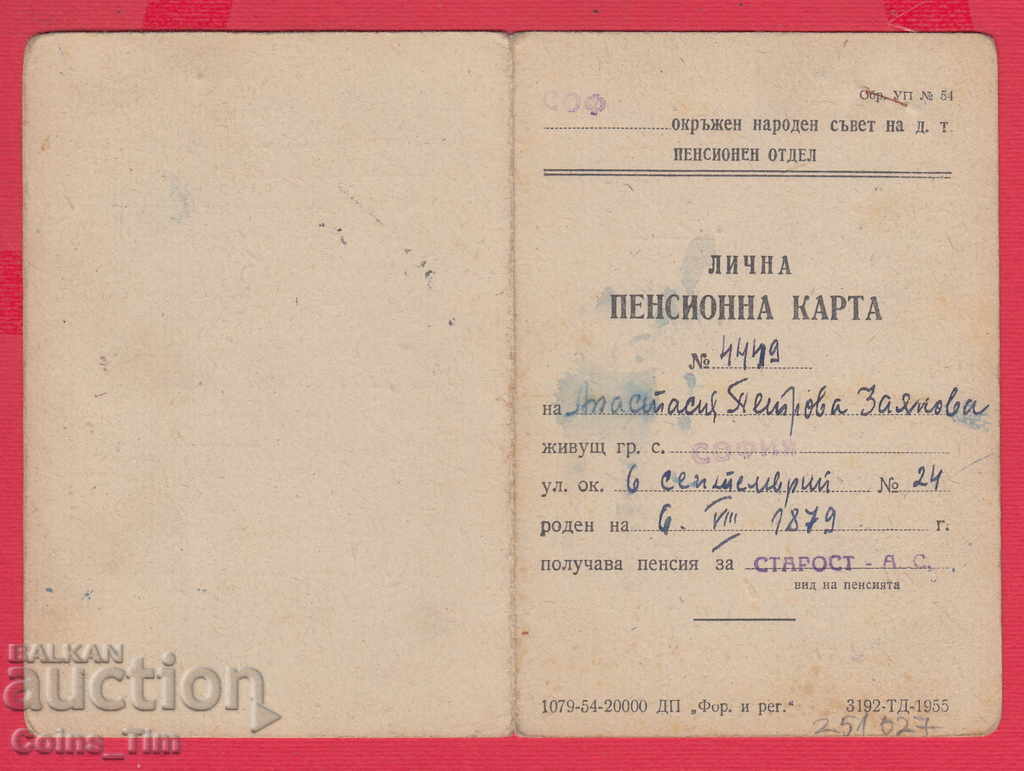 СОФ
Обр. УП № 54
окръжен народен съвет на д. т.
ПЕНСИОНЕН ОТДЕЛ
ЛИЧНА
ПЕНСИОННА КАРТА
№ 4449
на Анастасия Петрова Заякова
живущ гр. с. СОФИЯ
ул. ок. 6 септемврий № 24
роден на 6. VIII 1879 г.
получава пенсия за СТАРОСТ - А. С.
вид на пенсията
1079-54-20000 ДП „Фор. и рег.“ 3192-ТД-1955
251027
BALKAN
auction
Coins_Tim